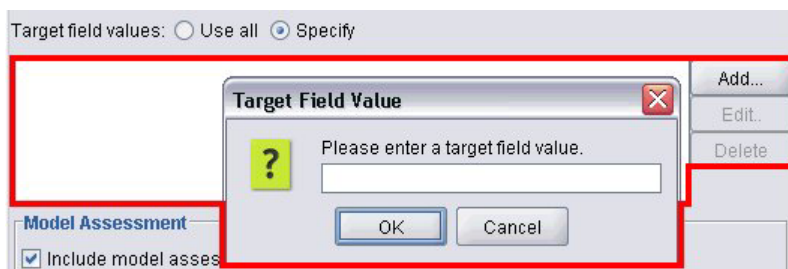 Target field values: Use all Specify
Add...
Target Field Value
Edit..
Please enter a target field value.
Delete
?
OK Cancel
Model Assessment
Include model asses